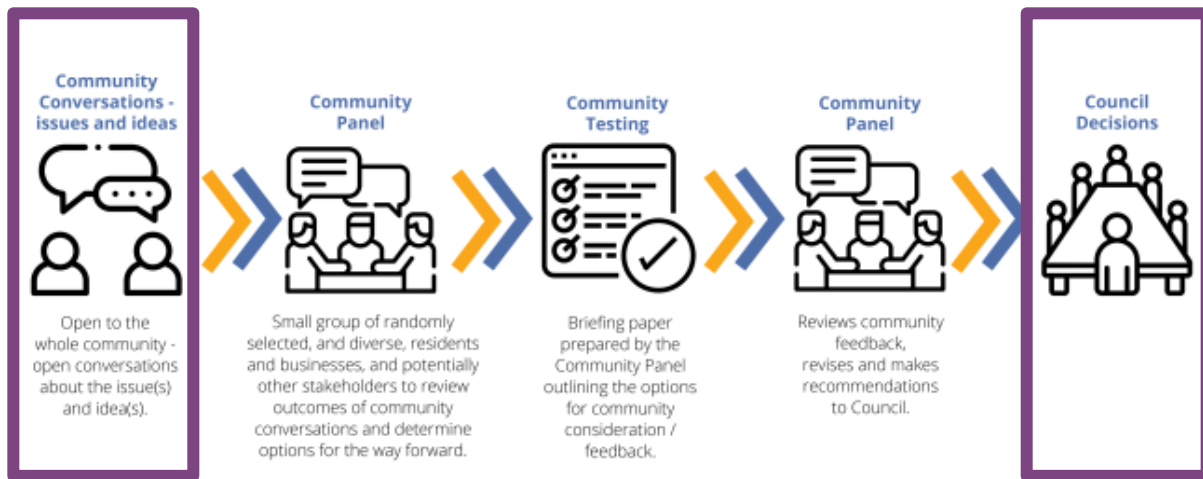 Community
Conversations -
issues and ideas
Open to the
whole community -
open conversations
about the issue(s)
and idea(s).
Community
Panel
Small group of randomly
selected, and diverse, residents
and businesses, and potentially
other stakeholders to review
outcomes of community
conversations and determine
options for the way forward.
Community
Testing
Briefing paper
prepared by the
Community Panel
outlining the options
for community
consideration /
feedback.
Community
Panel
Reviews community
feedback,
revises and makes
recommendations
to Council.
Council
Decisions